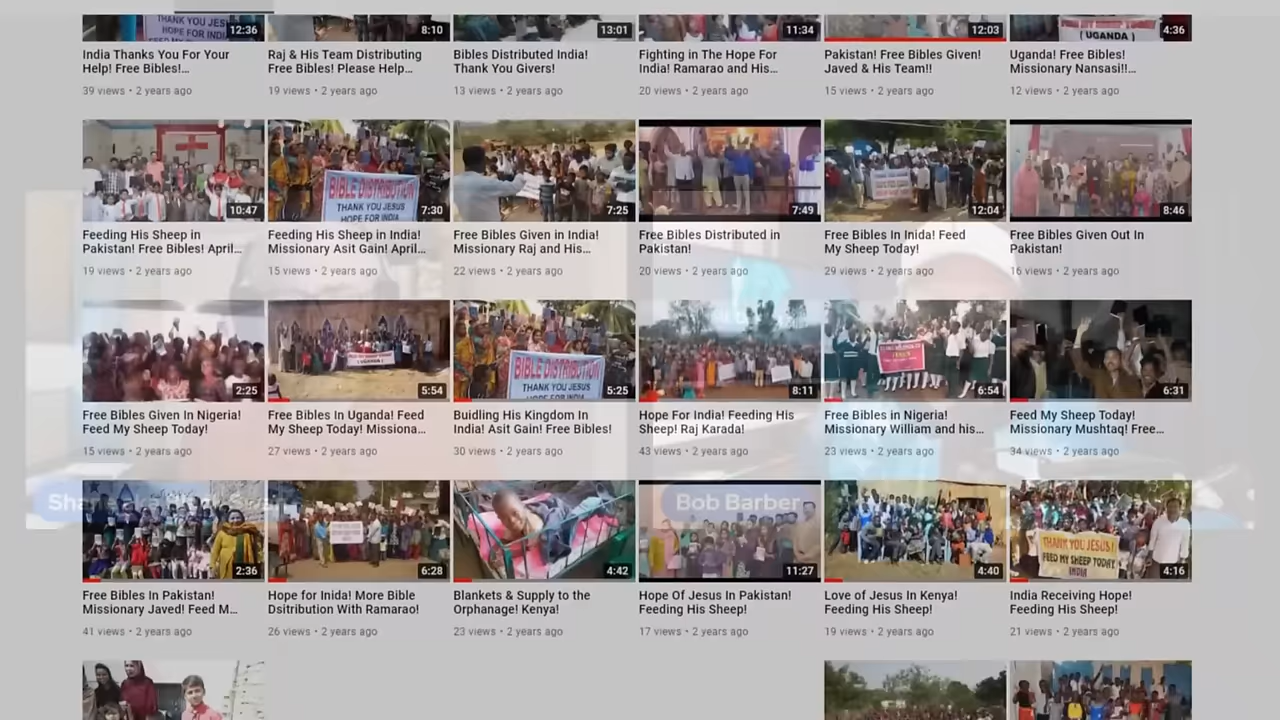 THANK YOU JESUS
HOPE FOR INDIA
12:36
8:10
13:01
11:34
12:03
( UGANDA )
4:36
India Thanks You For Your
Help! Free Bibles!...
39 views • 2 years ago
Raj & His Team Distributing
Free Bibles! Please Help...
19 views • 2 years ago
Bibles Distributed India!
Thank You Givers!
13 views • 2 years ago
Fighting in The Hope For
India! Ramarao and His...
20 views • 2 years ago
Pakistan! Free Bibles Given!
Javed & His Team!!
15 views • 2 years ago
Uganda! Free Bibles!
Missionary Nansasi!!...
12 views • 2 years ago
10:47
BIBLE DISTRIBUTION
THANK YOU JESUS
HOPE FOR INDIA
7:30
7:25
7:49
12:04
8:46
Feeding His Sheep in
Pakistan! Free Bibles! April...
19 views • 2 years ago
Feeding His Sheep in India!
Missionary Asit Gain! April...
15 views • 2 years ago
Free Bibles Given in India!
Missionary Raj and His...
22 views • 2 years ago
Free Bibles Distributed in
Pakistan!
20 views • 2 years ago
Free Bibles In Inida! Feed
My Sheep Today!
29 views • 2 years ago
Free Bibles Given Out In
Pakistan!
16 views • 2 years ago
2:25
( UGANDA )
5:54
BIBLE DISTRIBUTION
THANK YOU JESUS
HOPE FOR INDIA
5:25
8:11
6:54
6:31
Free Bibles Given In Nigeria!
Feed My Sheep Today!
15 views • 2 years ago
Free Bibles In Uganda! Feed
My Sheep Today! Missiona...
27 views • 2 years ago
Buidling His Kingdom In
India! Asit Gain! Free Bibles!
30 views • 2 years ago
Hope For India! Feeding His
Sheep! Raj Karada!
43 views • 2 years ago
Free Bibles in Nigeria!
Missionary William and his...
23 views • 2 years ago
Feed My Sheep Today!
Missionary Mushtaq! Free...
34 views • 2 years ago
Bob Barber
2:36
6:28
4:42
11:27
4:40
THANK YOU JESUS!
FEED MY SHEEP TODAY
INDIA
4:16
Free Bibles In Pakistan!
Missionary Javed! Feed M...
41 views • 2 years ago
Hope for Inida! More Bible
Dsitribution With Ramarao!
26 views • 2 years ago
Blankets & Supply to the
Orphanage! Kenya!
23 views • 2 years ago
Hope Of Jesus In Pakistan!
Feeding His Sheep!
17 views • 2 years ago
Love of Jesus In Kenya!
Feeding His Sheep!
19 views • 2 years ago
India Receiving Hope!
Feeding His Sheep!
21 views • 2 years ago